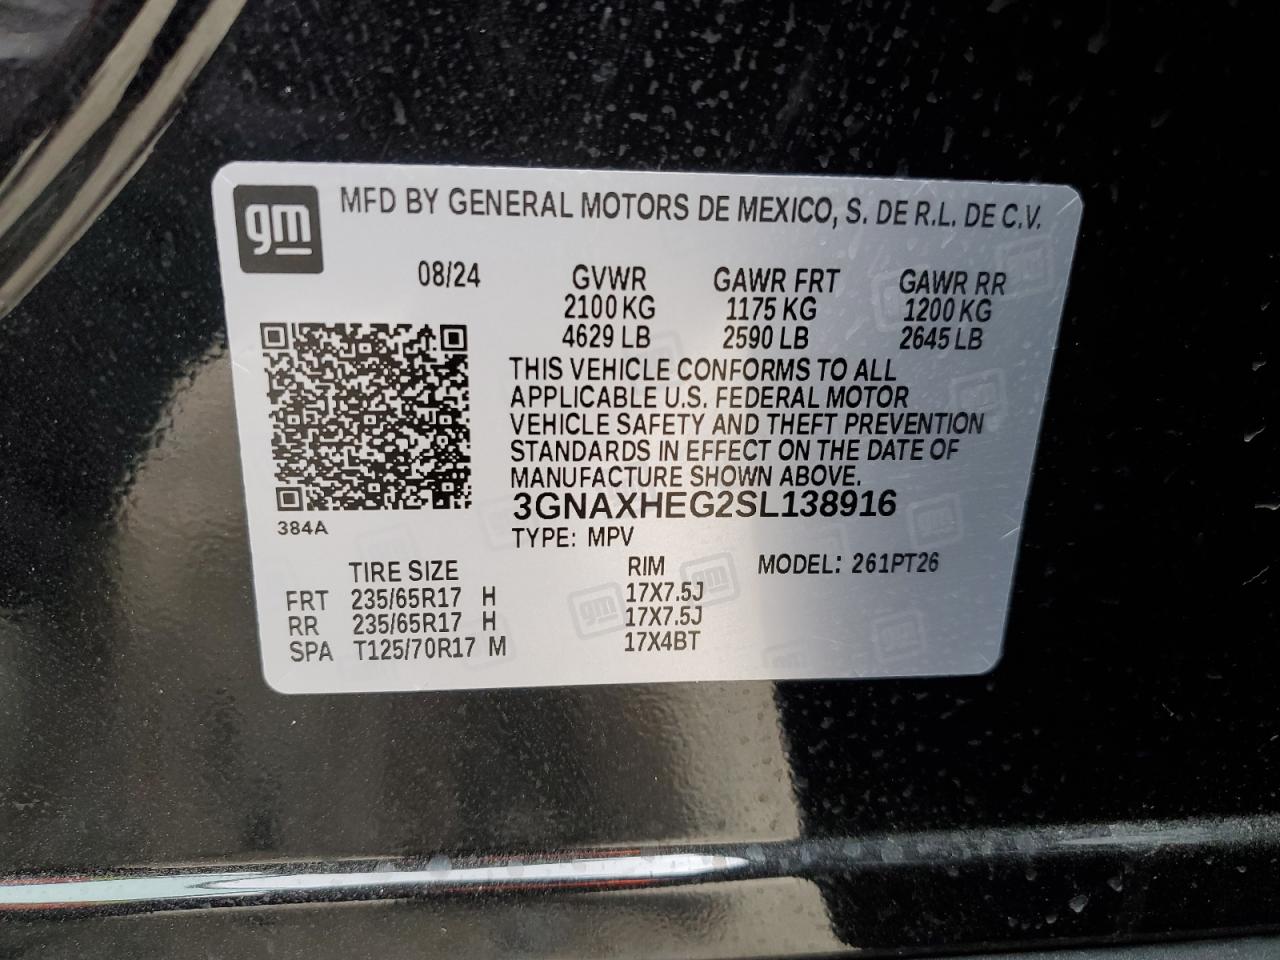 gm MFD BY GENERAL MOTORS DE MEXICO, S. DE R.L. DE C.V.
08/24 GVWR GAWR FRT GAWR RR
2100 KG 1175 KG 1200 KG
4629 LB 2590 LB 2645 LB
THIS VEHICLE CONFORMS TO ALL
APPLICABLE U.S. FEDERAL MOTOR
VEHICLE SAFETY AND THEFT PREVENTION
STANDARDS IN EFFECT ON THE DATE OF
MANUFACTURE SHOWN ABOVE.
3GNAXHEG2SL138916
384A
TYPE: MPV
TIRE SIZE RIM MODEL: 261PT26
FRT 235/65R17 H 17X7.5J
RR 235/65R17 H 17X7.5J
SPA T125/70R17 M 17X4BT